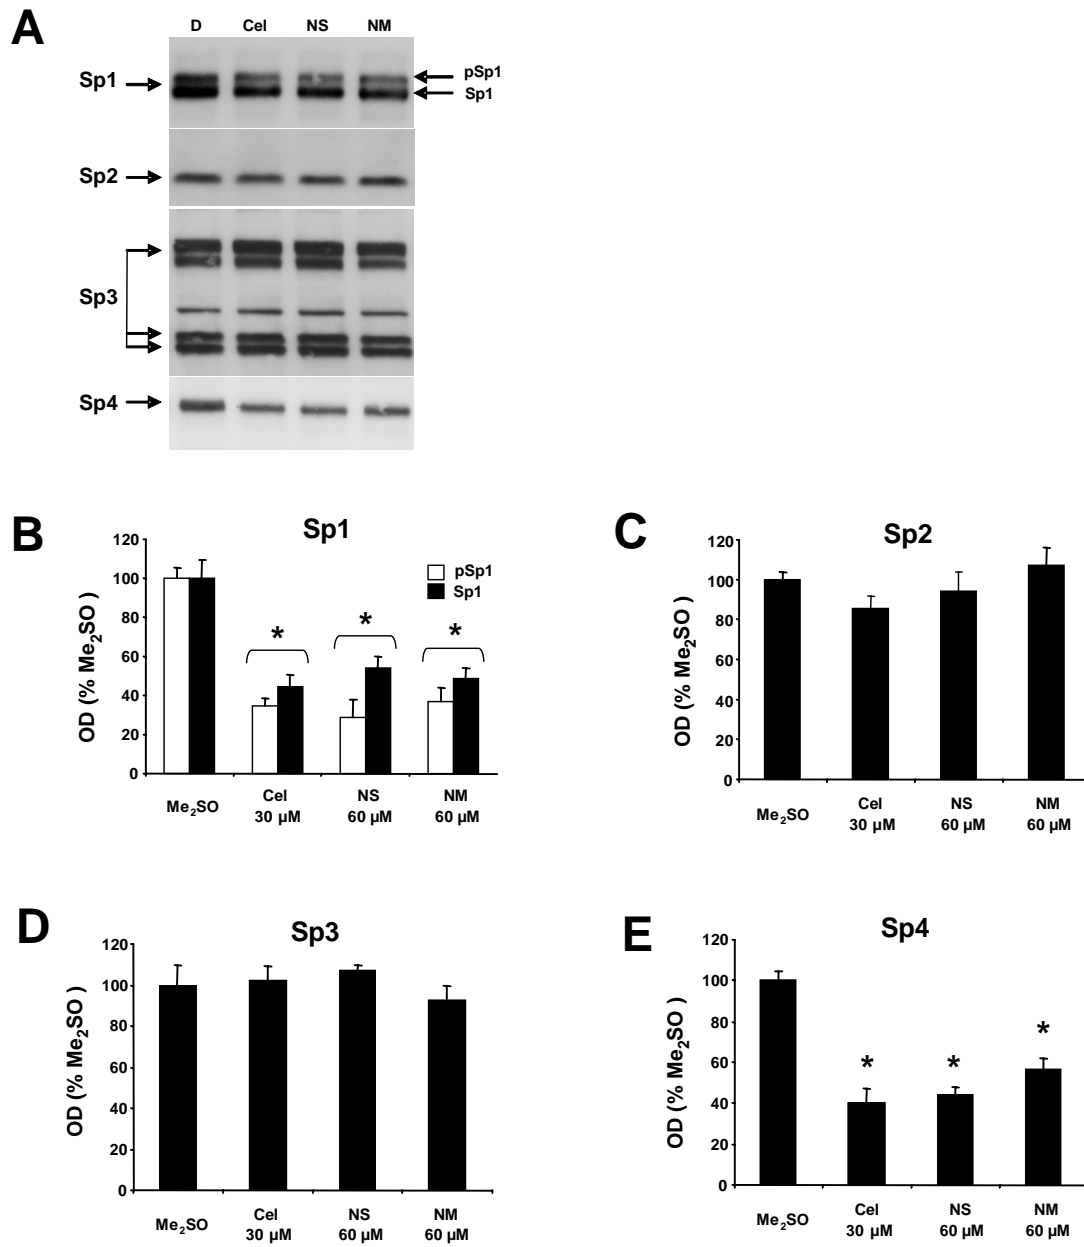 A
D Cel NS NM
Sp1
pSp1
Sp1
Sp2
Sp3
Sp4
B
Sp1
120
100
80
60
40
20
0
OD (% Me₂SO)
pSp1
Sp1
*
*
*
Me₂SO
Cel NS NM
30 µM 60 µM 60 µM
C
Sp2
120
100
80
60
40
20
0
OD (% Me₂SO )
Me₂SO
Cel NS NM
30 µM 60 µM 60 µM
D
Sp3
120
100
80
60
40
20
0
OD (% Me₂SO )
Me₂SO
Cel NS NM
30 µM 60 µM 60 µM
E
Sp4
120
100
80
60
40
20
0
OD (% Me₂SO )
*
*
*
Me₂SO
Cel NS NM
30 µM 60 µM 60 µM